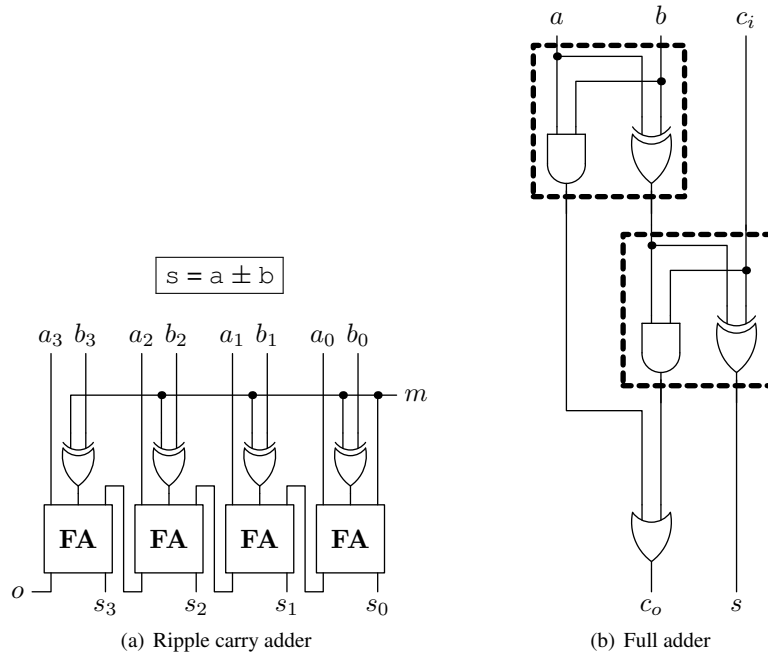 a b c_i
s = a ± b
a_3 b_3 a_2 b_2 a_1 b_1 a_0 b_0
m
FA FA FA FA
o s_3 s_2 s_1 s_0
(a) Ripple carry adder
c_o s
(b) Full adder